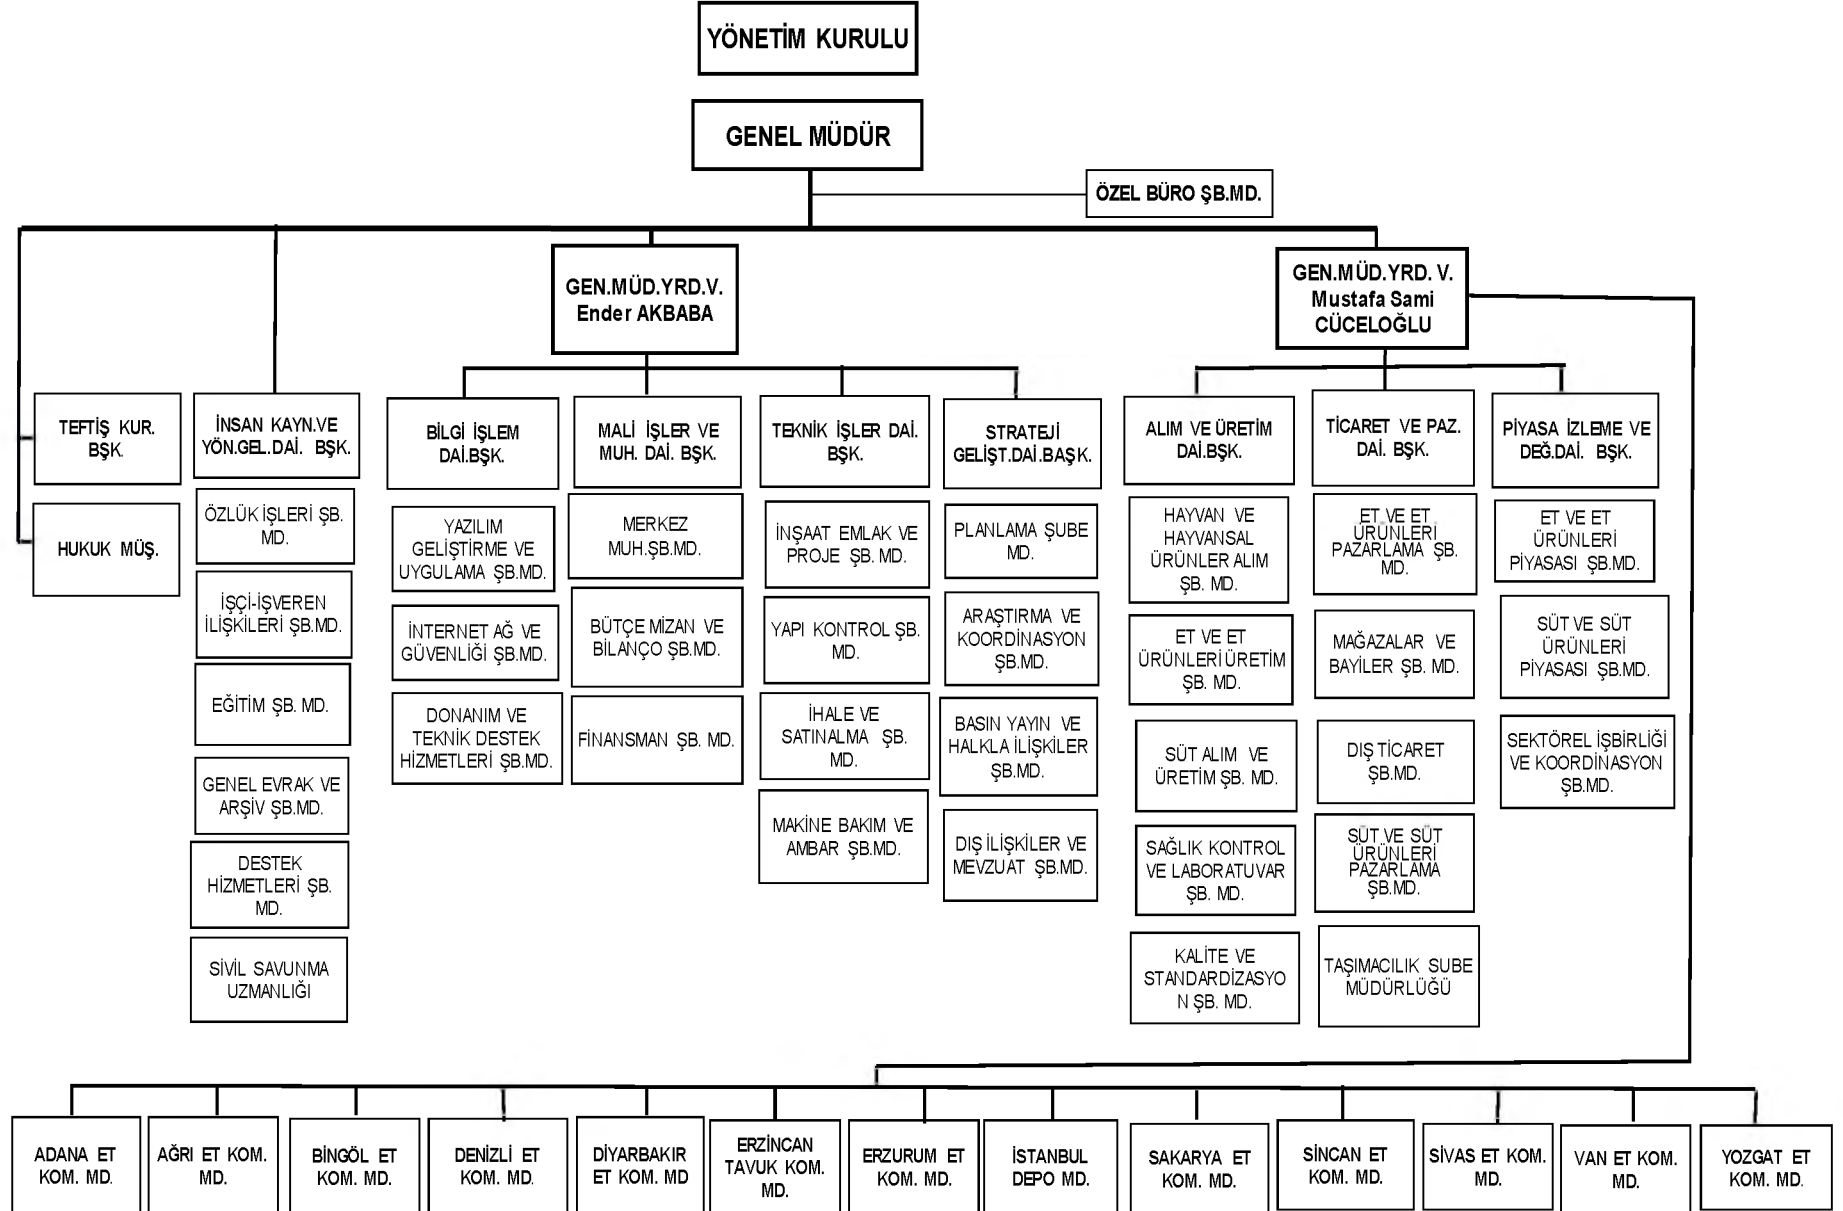 YÖNETİM KURULU
GENEL MÜDÜR
ÖZEL BÜRO ŞB.MD.
GEN.MÜD.YRD.V.
Ender AKBABA
GEN.MÜD.YRD. V.
Mustafa Sami
CÜCELOĞLU
TEFTİŞ KUR.
BŞK.
HUKUK MÜŞ.
İNSAN KAYN.VE
YÖN.GEL.DAİ. BŞK.
ÖZLÜK İŞLERİ ŞB.
MD.
İŞÇİ-İŞVEREN
İLİŞKİLERİ ŞB.MD.
EĞİTİM ŞB. MD.
GENEL EVRAK VE
ARŞİV ŞB.MD.
DESTEK
HİZMETLERİ ŞB.
MD.
SİVİL SAVUNMA
UZMANLIĞI
BİLGİ İŞLEM
DAİ.BŞK.
YAZILIM
GELİŞTİRME VE
UYGULAMA ŞB.MD.
İNTERNET AĞ VE
GÜVENLİĞİ ŞB.MD.
DONANIM VE
TEKNİK DESTEK
HİZMETLERİ ŞB.MD.
MALİ İŞLER VE
MUH. DAİ. BŞK.
MERKEZ
MUH.ŞB.MD.
BÜTÇE MİZAN VE
BİLANÇO ŞB.MD.
FİNANSMAN ŞB. MD.
TEKNİK İŞLER DAİ.
BŞK.
İNŞAAT EMLAK VE
PROJE ŞB. MD.
YAPI KONTROL ŞB.
MD.
İHALE VE
SATINALMA ŞB.
MD.
MAKİNE BAKIM VE
AMBAR ŞB.MD.
STRATEJİ
GELİŞT.DAİ.BAŞK.
PLANLAMA ŞUBE
MD.
ARAŞTIRMA VE
KOORDİNASYON
ŞB.MD.
BASIN YAYIN VE
HALKLA İLİŞKİLER
ŞB.MD.
DIŞ İLİŞKİLER VE
MEVZUAT ŞB.MD.
ALIM VE ÜRETİM
DAİ.BŞK.
HAYVAN VE
HAYVANSAL
ÜRÜNLER ALIM
ŞB. MD.
ET VE ET
ÜRÜNLERİ ÜRETİM
ŞB. MD.
SÜT ALIM VE
ÜRETİM ŞB. MD.
SAĞLIK KONTROL
VE LABORATUVAR
ŞB. MD.
KALİTE VE
STANDARDİZASYO
N ŞB. MD.
TİCARET VE PAZ.
DAİ. BŞK.
ET VE ET
ÜRÜNLERİ
PAZARLAMA ŞB.
MD.
MAĞAZALAR VE
BAYİLER ŞB. MD.
DIŞ TİCARET
ŞB.MD.
SÜT VE SÜT
ÜRÜNLERİ
PAZARLAMA
ŞB.MD.
TAŞIMACILIK SUBE
MÜDÜRLÜĞÜ
PİYASA İZLEME VE
DEĞ.DAİ. BŞK.
ET VE ET
ÜRÜNLERİ
PİYASASI ŞB.MD.
SÜT VE SÜT
ÜRÜNLERİ
PİYASASI ŞB.MD.
SEKTÖREL İŞBİRLİĞİ
VE KOORDİNASYON
ŞB.MD.
ADANA ET
KOM. MD.
AĞRI ET KOM.
MD.
BİNGÖL ET
KOM. MD.
DENİZLİ ET
KOM. MD.
DİYARBAKIR
ET KOM. MD
ERZİNCAN
TAVUK KOM.
MD.
ERZURUM ET
KOM. MD.
İSTANBUL
DEPO MD.
SAKARYA ET
KOM. MD.
SİNCAN ET
KOM. MD.
SİVAS ET KOM.
MD.
VAN ET KOM.
MD.
YOZGAT ET
KOM. MD.